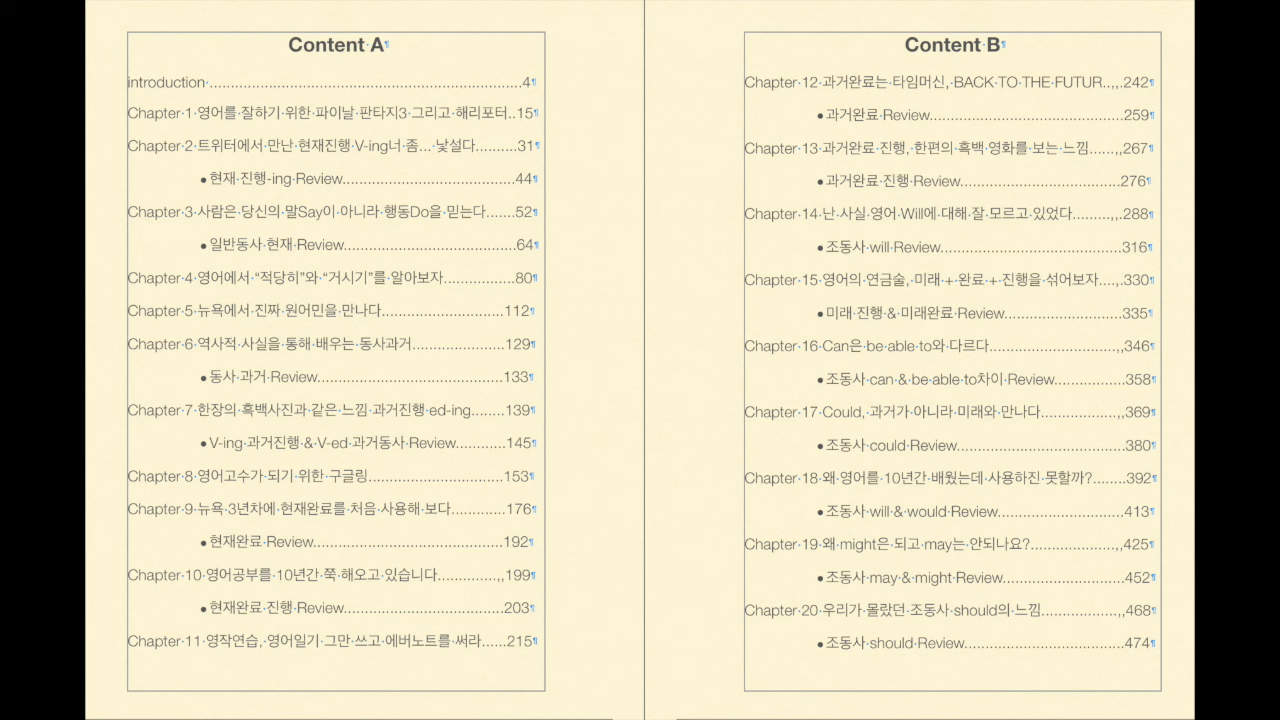 Content A
introduction ..........................................................................4
Chapter 1 영어를 잘하기 위한 파이날 판타지3 그리고 해리포터..15
Chapter 2 트위터에서 만난 현재진행 V-ing너 좀... 낯설다..........31
●현재 진행-ing Review.........................................44
Chapter 3 사람은 당신의 말Say이 아니라 행동Do을 믿는다.......52
●일반동사 현재 Review.........................................64
Chapter 4 영어에서 “적당히”와 “거시기”를 알아보자.................80
Chapter 5 뉴욕에서 진짜 원어민을 만나다.............................112
Chapter 6 역사적 사실을 통해 배우는 동사과거......................129
●동사 과거 Review............................................133
Chapter 7 한장의 흑백사진과 같은 느낌 과거진행 ed-ing........139
●V-ing 과거진행 & V-ed 과거동사 Review............145
Chapter 8 영어고수가 되기 위한 구글링................................153
Chapter 9 뉴욕 3년차에 현재완료를 처음 사용해 보다.............176
●현재완료 Review.............................................192
Chapter 10 영어공부를 10년간 쭉 해오고 있습니다..............,,199
●현재완료 진행 Review......................................203
Chapter 11 영작연습, 영어일기 그만 쓰고 에버노트를 써라......215
Content B
Chapter 12 과거완료는 타임머신, BACK TO THE FUTUR..,,.242
●과거완료 Review..............................................259
Chapter 13 과거완료 진행, 한편의 흑백 영화를 보는 느낌......,,267
●과거완료 진행 Review......................................276
Chapter 14 난 사실 영어 Will에 대해 잘 모르고 있었다.........,,.288
●조동사 will Review...........................................316
Chapter 15 영어의 연금술, 미래 + 완료 + 진행을 섞어보자....,.330
●미래 진행 & 미래완료 Review............................335
Chapter 16 Can은 be able to와 다르다..............................,,346
●조동사 can & be able to차이 Review.................358
Chapter 17 Could, 과거가 아니라 미래와 만나다..................,,369
●조동사 could Review........................................380
Chapter 18 왜 영어를 10년간 배웠는데 사용하진 못할까?........392
●조동사 will & would Review..............................413
Chapter 19 왜 might은 되고 may는 안되나요?....................,,425
●조동사 may & might Review.............................452
Chapter 20 우리가 몰랐던 조동사 should의 느낌..................,,468
●조동사 should Review......................................474